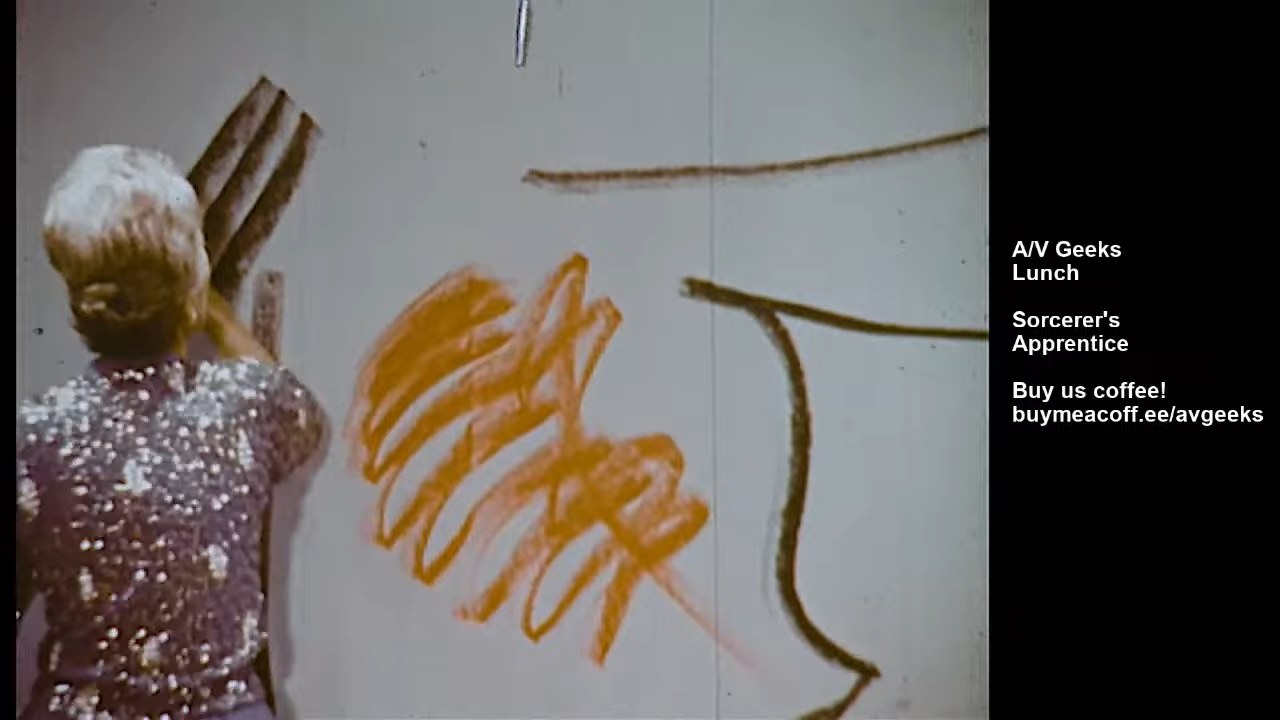 A/V Geeks
Lunch
Sorcerer's
Apprentice
Buy us coffee!
buymeacoff.ee/avgeeks